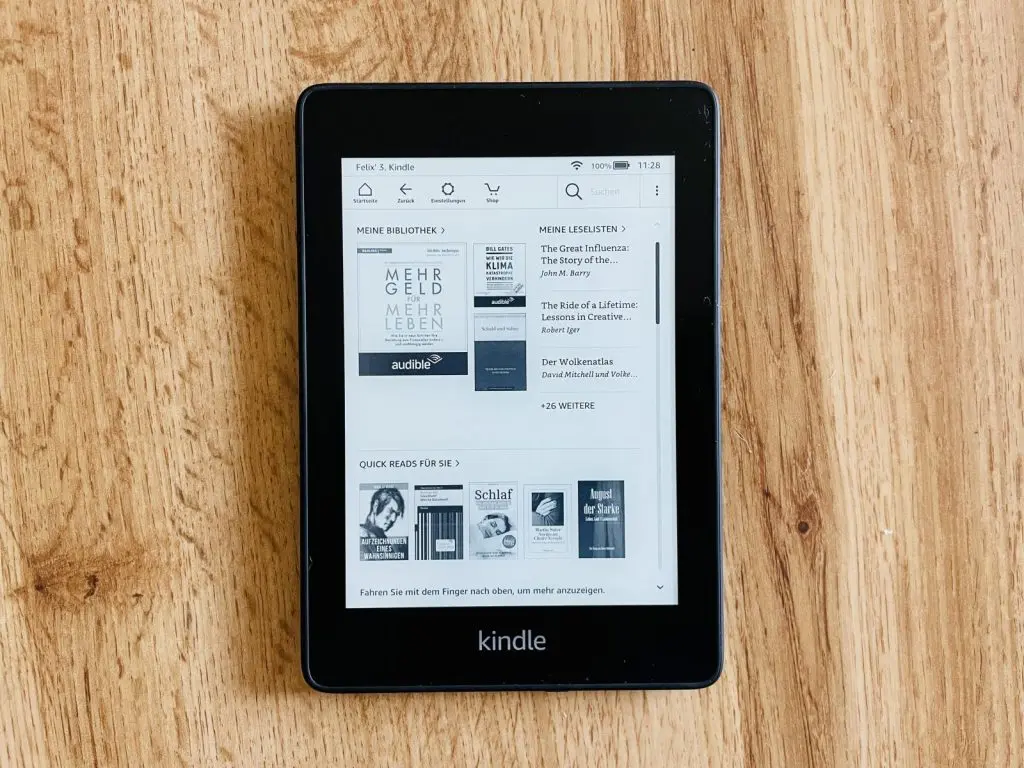 Felix' 3. Kindle
100%
11:28
Startseite
Zurück
Einstellungen
Shop
Suchen
MEINE BIBLIOTHEK
MEHR
GELD
FÜR
MEHR
LEBEN
audible
BILL GATES
WIE WIR DIE
KLIMA
KATASTROPHE
VERHINDERN
audible
Schuld und Sühne
MEINE LESELISTEN
The Great Influenza:
The Story of the...
John M. Barry
The Ride of a Lifetime:
Lessons in Creative...
Robert Iger
Der Wolkenatlas
David Mitchell und Volke...
+26 WEITERE
QUICK READS FÜR SIE
AUFZEICHNUNGEN
EINES
WAHNSINNIGEN
Schlaf
August
der Starke
Fahren Sie mit dem Finger nach oben, um mehr anzuzeigen.
kindle